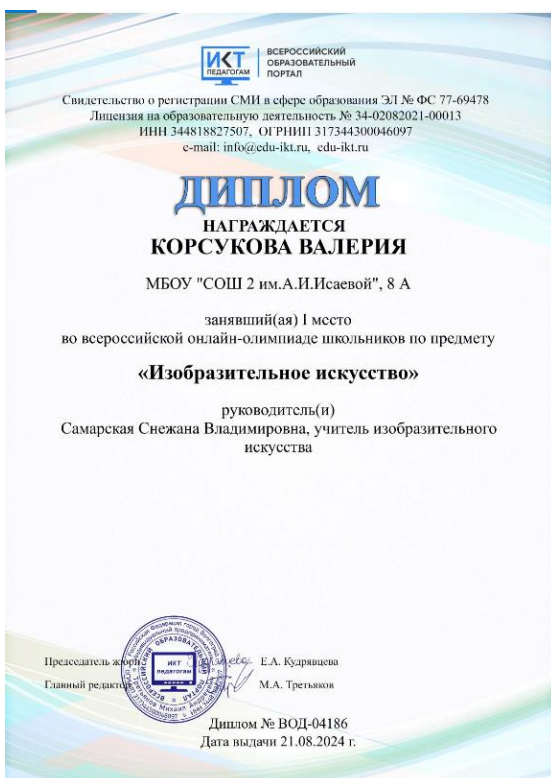 ИКТ
ПЕДАГОГАМ
ВСЕРОССИЙСКИЙ
ОБРАЗОВАТЕЛЬНЫЙ
ПОРТАЛ
Свидетельство о регистрации СМИ в сфере образования ЭЛ № ФС 77-69478
Лицензия на образовательную деятельность № 34-02082021-00013
ИНН 344818827507, ОГРНИП 317344300046097
e-mail: info@edu-ikt.ru, edu-ikt.ru
ДИПЛОМ
НАГРАЖДАЕТСЯ
КОРСУКОВА ВАЛЕРИЯ
МБОУ "СОШ 2 им.А.И.Исаевой", 8 А
занявший(ая) I место
во всероссийской онлайн-олимпиаде школьников по предмету
«Изобразительное искусство»
руководитель(и)
Самарская Снежана Владимировна, учитель изобразительного
искусства
Председатель жюри Е.А. Кудрявцева
Главный редактор М.А. Третьяков
ИКТ
педагогам
Диплом № ВОД-04186
Дата выдачи 21.08.2024 г.